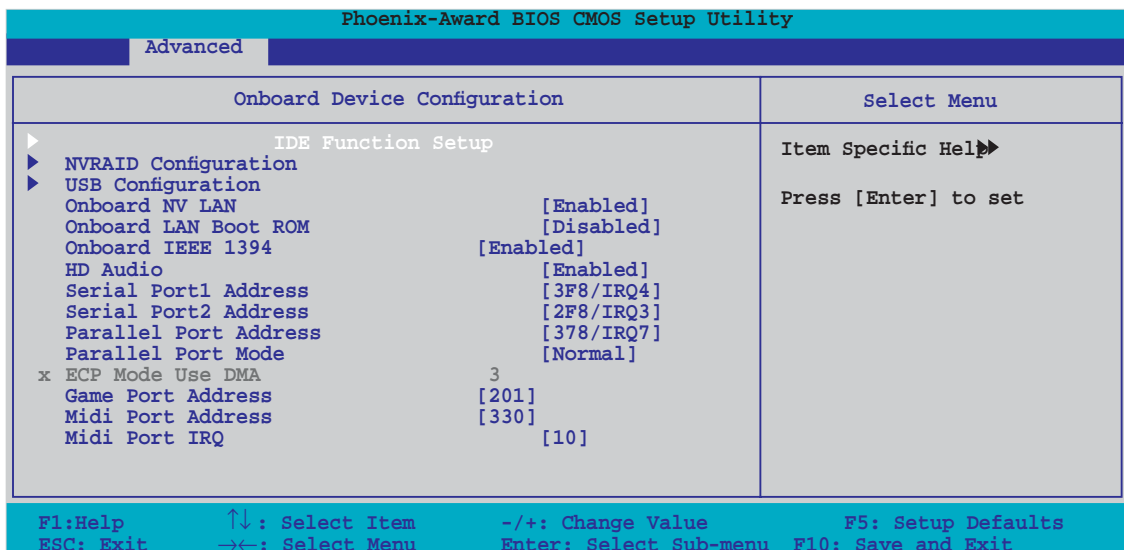 Phoenix-Award BIOS CMOS Setup Utility
Advanced
Onboard Device Configuration
Select Menu
IDE Function Setup
NVRAID Configuration
USB Configuration
Onboard NV LAN [Enabled]
Onboard LAN Boot ROM [Disabled]
Onboard IEEE 1394 [Enabled]
HD Audio [Enabled]
Serial Port1 Address [3F8/IRQ4]
Serial Port2 Address [2F8/IRQ3]
Parallel Port Address [378/IRQ7]
Parallel Port Mode [Normal]
x ECP Mode Use DMA 3
Game Port Address [201]
Midi Port Address [330]
Midi Port IRQ [10]
Item Specific Help
Press [Enter] to set
F1:Help ↑↓: Select Item -/+: Change Value F5: Setup Defaults
ESC: Exit →←: Select Menu Enter: Select Sub-menu F10: Save and Exit